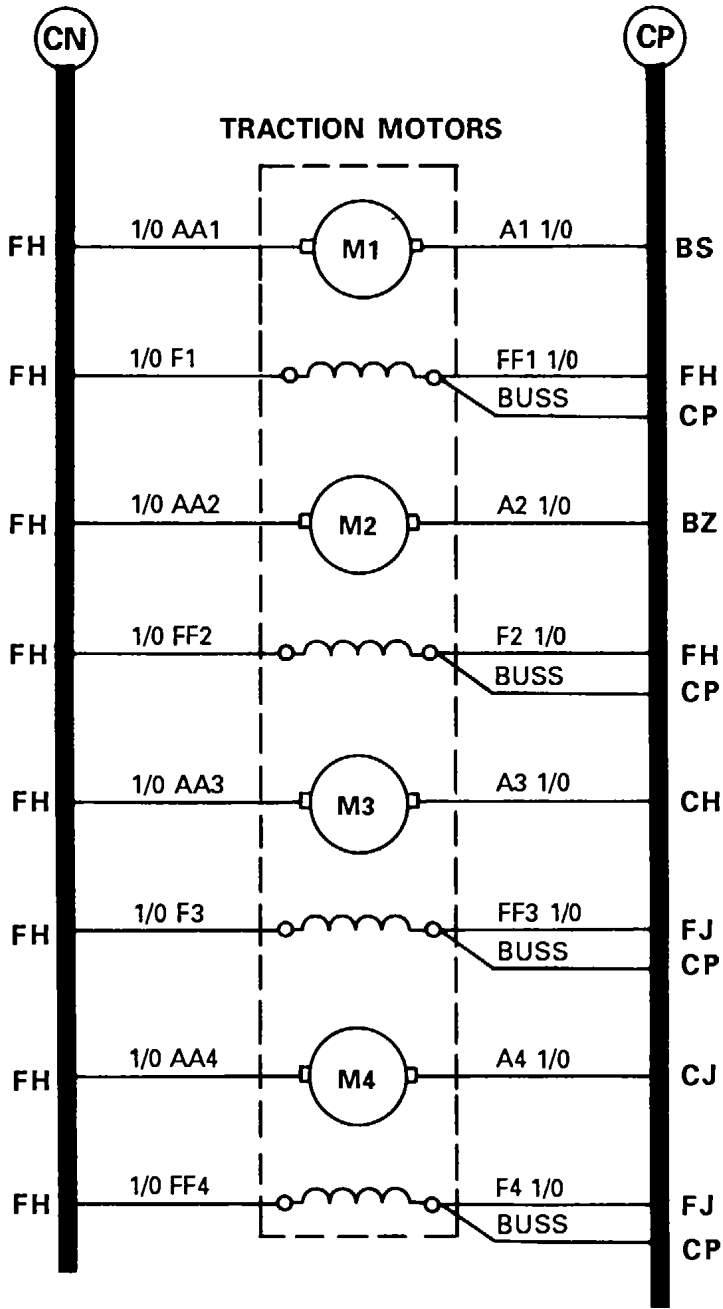 CN CP
TRACTION MOTORS
FH 1/0 AA1 M1 A1 1/0 BS
FH 1/0 F1 FF1 1/0 FH
BUSS CP
FH 1/0 AA2 M2 A2 1/0 BZ
FH 1/0 FF2 F2 1/0 FH
BUSS CP
FH 1/0 AA3 M3 A3 1/0 CH
FH 1/0 F3 FF3 1/0 FJ
BUSS CP
FH 1/0 AA4 M4 A4 1/0 CJ
FH 1/0 FF4 F4 1/0 FJ
BUSS CP